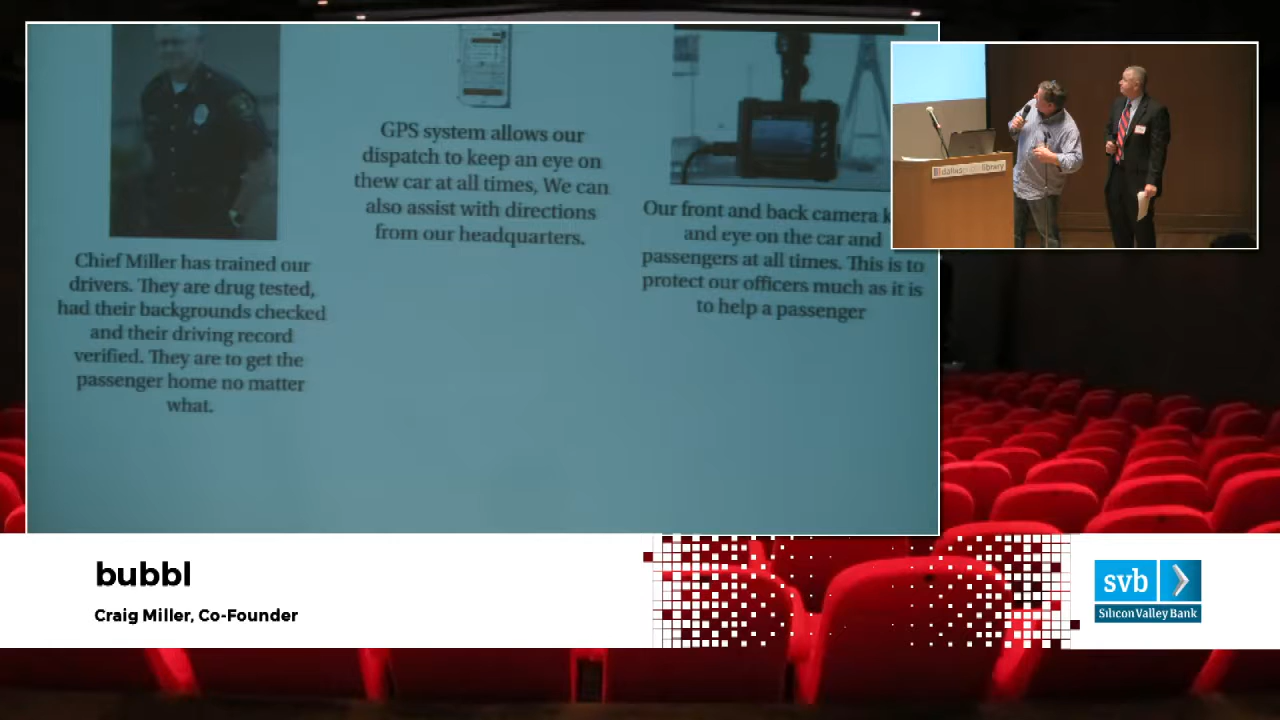 GPS system allows our
dispatch to keep an eye on
thew car at all times, We can
also assist with directions
from our headquarters.
Our front and back camera
and eye on the car and
passengers at all times. This is to
protect our officers much as it is
to help a passenger
Chief Miller has trained our
drivers. They are drug tested,
had their backgrounds checked
and their driving record
verified. They are to get the
passenger home no matter
what.
library
bubbl
Craig Miller, Co-Founder
svb
Silicon Valley Bank